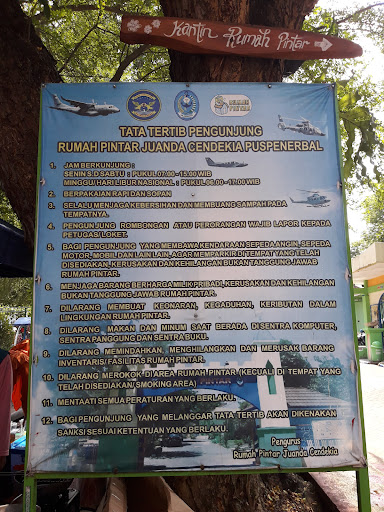 Kantin Rumah Pintar
RUMAH PINTAR
TATA TERTIB PENGUNJUNG
RUMAH PINTAR JUANDA CENDEKIA PUSPENERBAL
1. JAM BERKUNJUNG :
SENIN S/D SABTU : PUKUL 07:00 - 15:00 WIB
MINGGU/HARI LIBUR NASIONAL : PUKUL 08:00 - 17:00 WIB
2. BERPAKAIAN RAPI DAN SOPAN
3. SELALU MENJAGA KEBERSIHAN DAN MEMBUANG SAMPAH PADA
TEMPATNYA.
4. PENGUNJUNG ROMBONGAN ATAU PERORANGAN WAJIB LAPOR KEPADA
PETUGAS/LOKET.
5. BAGI PENGUNJUNG YANG MEMBAWA KENDARAAN SEPEDA ANGIN, SEPEDA
MOTOR, MOBIL DAN LAIN LAIN, AGAR MEMPARKIR DI TEMPAT YANG TELAH
DISEDIAKAN, KERUSAKAN DAN KEHILANGAN BUKAN TANGGUNG JAWAB
RUMAH PINTAR.
6. MENJAGA BARANG BERHARGA MILIK PRIBADI, KERUSAKAN DAN KEHILANGAN
BUKAN TANGGUNG JAWAB RUMAH PINTAR.
7. DILARANG MEMBUAT KEONARAN, KEGADUHAN, KERIBUTAN DALAM
LINGKUNGAN RUMAH PINTAR.
8. DILARANG MAKAN DAN MINUM SAAT BERADA DI SENTRA KOMPUTER,
SENTRA PANGGUNG DAN SENTRA BUKU.
9. DILARANG MEMINDAHKAN, MENGHILANGKAN DAN MERUSAK BARANG
INVENTARIS/ FASILITAS RUMAH PINTAR.
10. DILARANG MEROKOK DI AREA RUMAH PINTAR (KECUALI DI TEMPAT YANG
TELAH DISEDIAKAN/ SMOKING AREA)
11. MENTAATI SEMUA PERATURAN YANG BERLAKU.
12. BAGI PENGUNJUNG YANG MELANGGAR TATA TERTIB AKAN DIKENAKAN
SANKSI SESUAI KETENTUAN YANG BERLAKU.
Pengurus
Rumah Pintar Juanda Cendekia